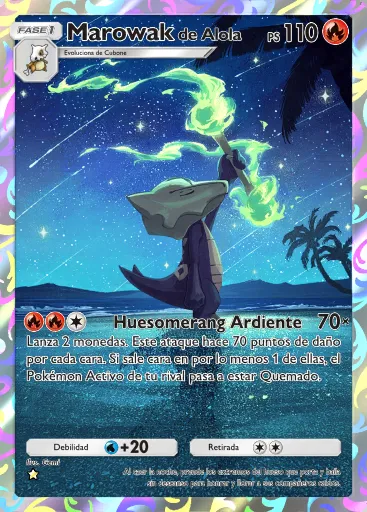 FASE 1
Marowak de Alola
PS 110
Evoluciona de Cubone
Huesomerang Ardiente 70×
Lanza 2 monedas. Este ataque hace 70 puntos de daño
por cada cara. Si sale cara en por lo menos 1 de ellas, el
Pokémon Activo de tu rival pasa a estar Quemado.
Debilidad +20
Retirada
Ilus. Gemi
Al caer la noche, prende los extremos del hueso que porta y baila
sin descanso para honrar y llorar a sus compañeros caídos.